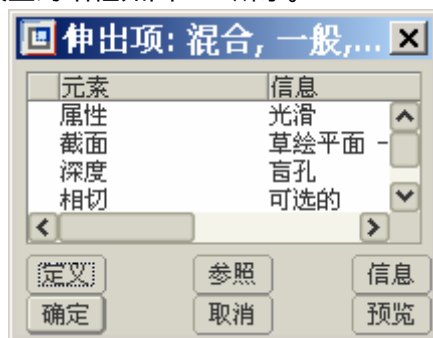 伸出项: 混合, 一般,...
元素 信息
属性 光滑
截面 草绘平面 -
深度 盲孔
相切 可选的
定义 参照 信息
确定 取消 预览